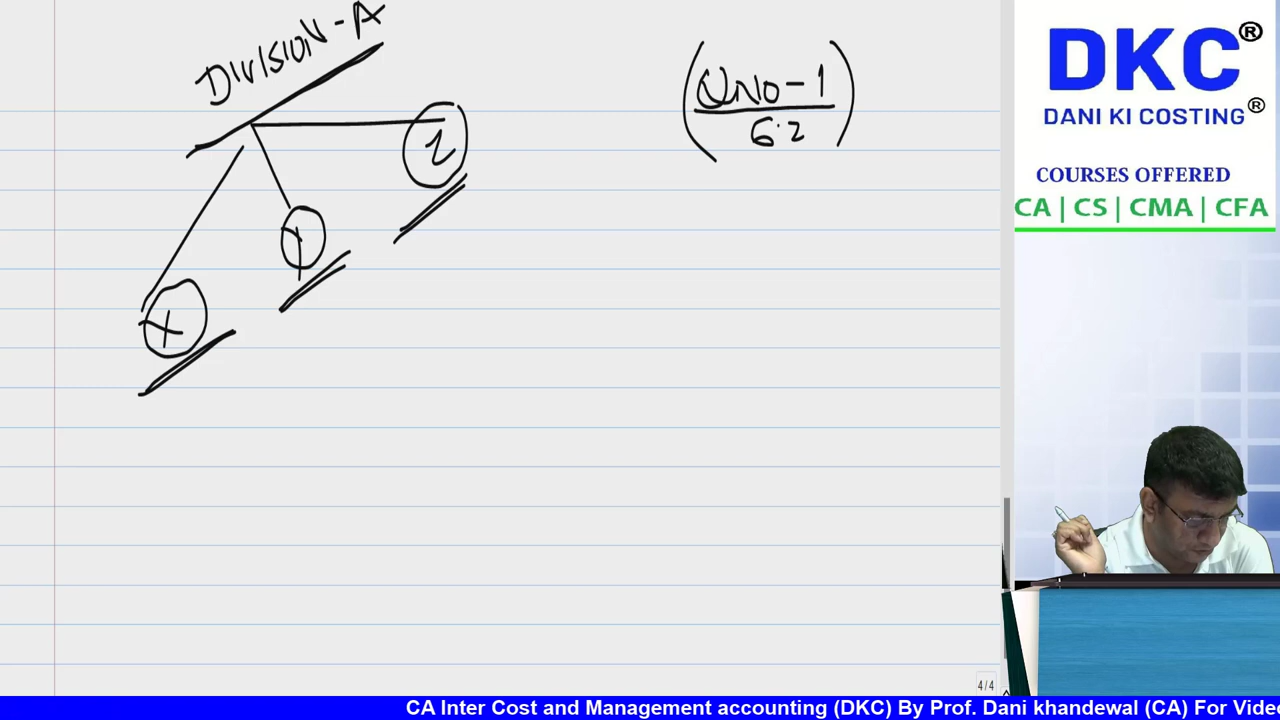 DIVISION-A
X
Y
Z
QNO-1
6.2
DKC®
DANI KI COSTING®
COURSES OFFERED
CA | CS | CMA | CFA
4/4
CA Inter Cost and Management accounting (DKC) By Prof. Dani khandewal (CA) For Vide